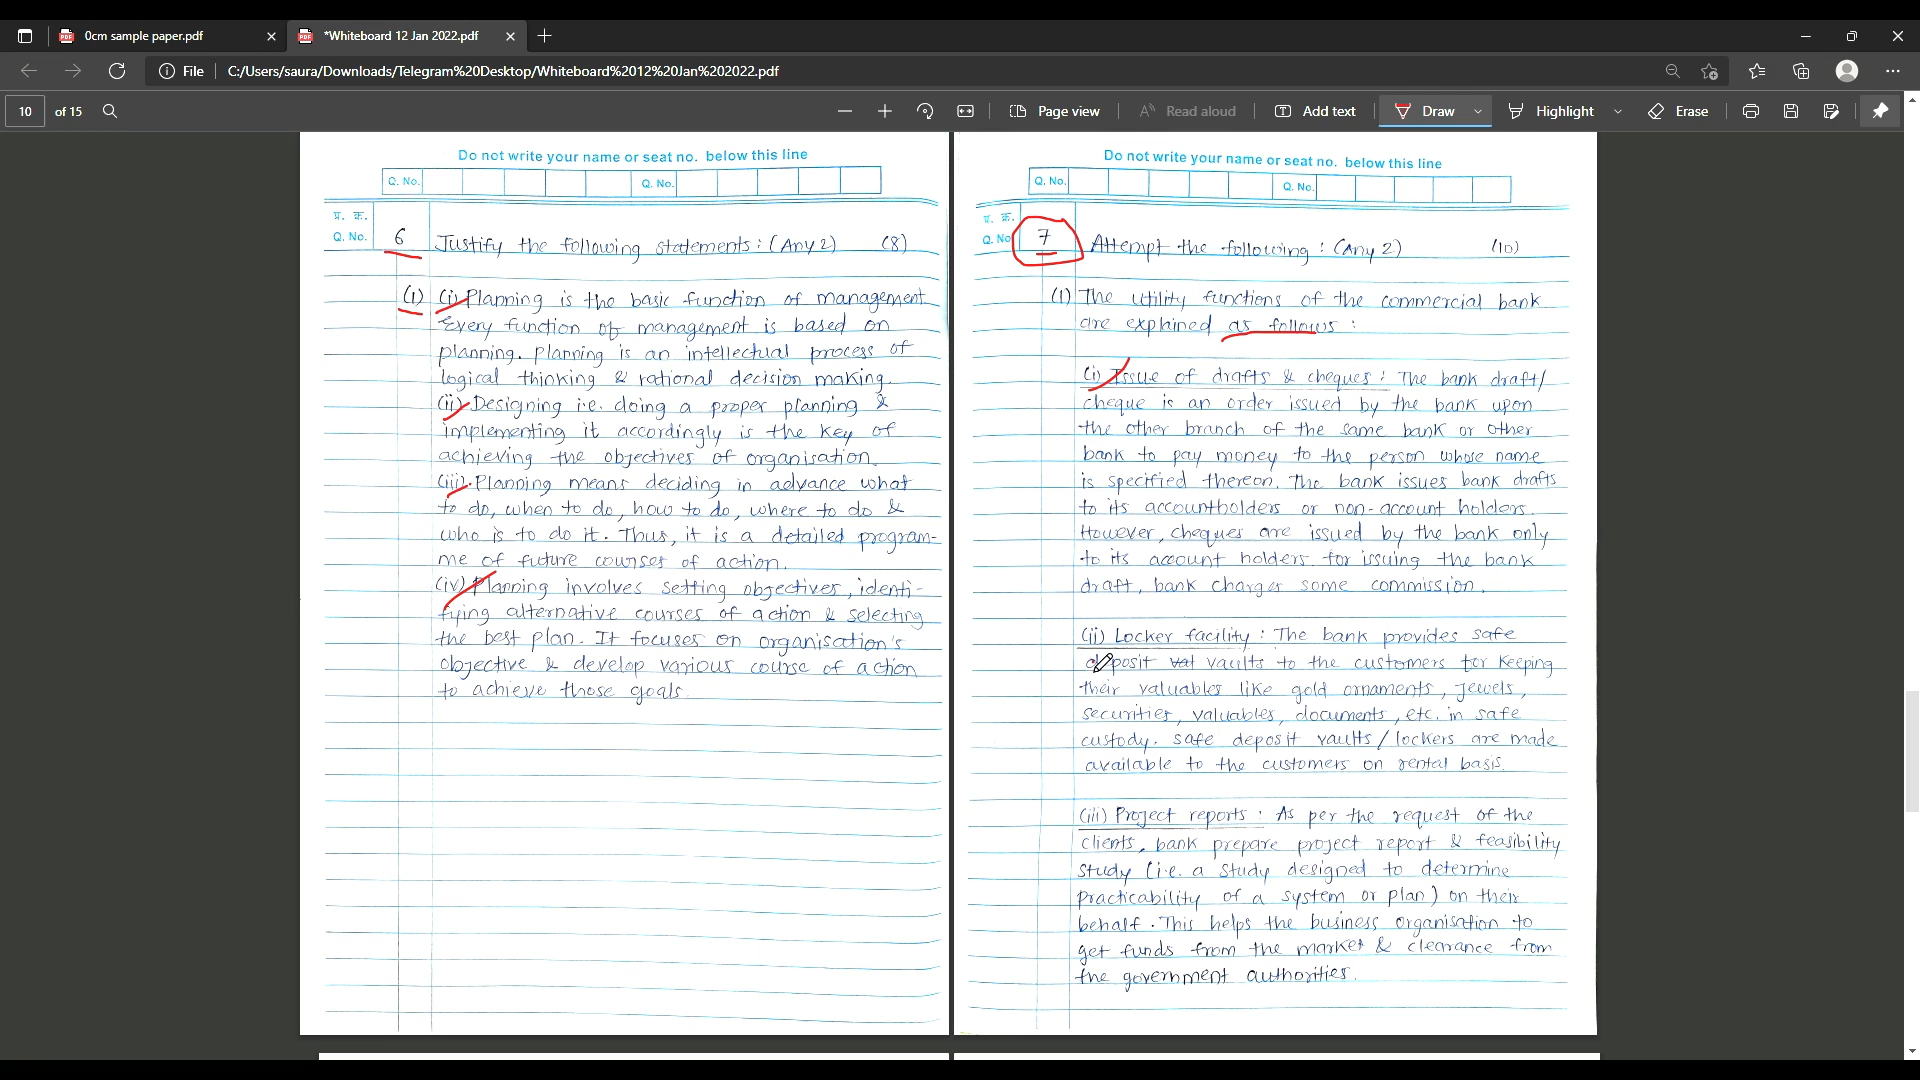 0cm sample paper.pdf
*Whiteboard 12 Jan 2022.pdf
File
C:/Users/saura/Downloads/Telegram%20Desktop/Whiteboard%2012%20Jan%202022.pdf
10 of 15
Page view
Read aloud
Add text
Draw
Highlight
Erase
Do not write your name or seat no. below this line
Q. No.
Q. No.
प्र. क्र.
Q. No.
6 Justify the following statements : (Any 2) (8)
(1) (i) Planning is the basic function of management
Every function of management is based on
planning. Planning is an intellectual process of
logical thinking & rational decision making.
(ii) Designing i.e. doing a proper planning &
implementing it accordingly is the key of
achieving the objectives of organisation.
(iii). Planning means deciding in advance what
to do, when to do, how to do, where to do &
who is to do it. Thus, it is a detailed program-
me of future courses of action.
(iv) Planning involves setting objectives, identi-
fying alternative courses of action & selecting
the best plan. It focuses on organisation's
objective & develop various course of action
to achieve those goals.
Do not write your name or seat no. below this line
Q. No.
Q. No.
प्र. क्र.
Q. No
7 Attempt the following : (Any 2) (10)
(1) The utility functions of the commercial bank
are explained as follows :
(i) Issue of drafts & cheques : The bank draft/
cheque is an order issued by the bank upon
the other branch of the same bank or other
bank to pay money to the person whose name
is specified thereon. The bank issues bank drafts
to its accountholders or non-account holders.
However, cheques are issued by the bank only
to its account holders. for issuing the bank
draft, bank charges some commission.
(ii) Locker facility : The bank provides safe
deposit vat vaults to the customers for keeping
their valuables like gold ornaments, jewels,
securities, valuables, documents, etc. in safe
custody. safe deposit vaults / lockers are made
available to the customers on rental basis.
(iii) Project reports : As per the request of the
clients, bank prepare project report & feasibility
study (i.e. a study designed to determine
practicability of a system or plan) on their
behalf. This helps the business organisation to
get funds from the market & clearance from
the government authorities.